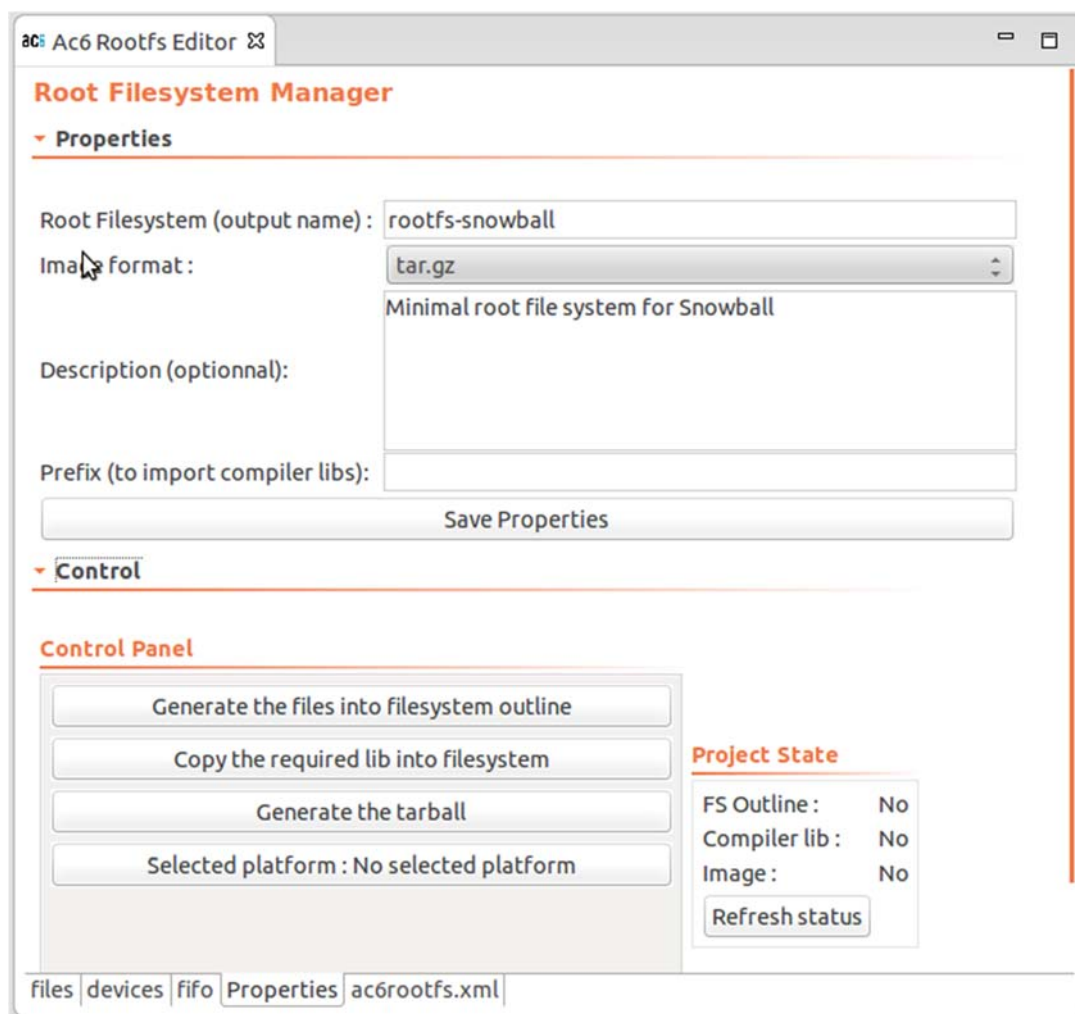 ac6 Ac6 Rootfs Editor
Root Filesystem Manager
Properties
Root Filesystem (output name) : rootfs-snowball
Image format : tar.gz
Minimal root file system for Snowball
Description (optionnal):
Prefix (to import compiler libs):
Save Properties
Control
Control Panel
Generate the files into filesystem outline
Copy the required lib into filesystem
Generate the tarball
Selected platform : No selected platform
Project State
FS Outline : No
Compiler lib : No
Image : No
Refresh status
files devices fifo Properties ac6rootfs.xml